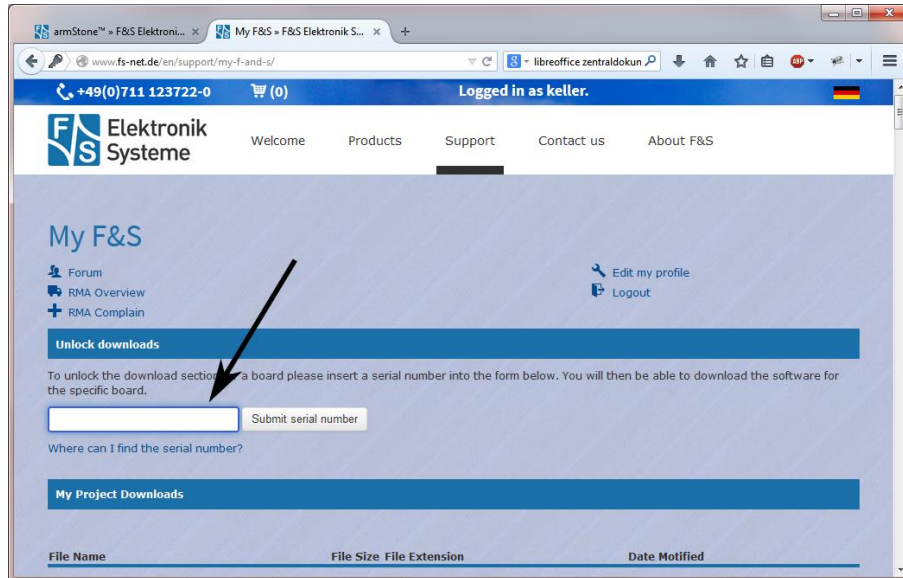 armStone™ » F&S Elektroni...
My F&S » F&S Elektronik S...
www.fs-net.de/en/support/my-f-and-s/
libreoffice zentraldokun
+49(0)711 123722-0
(0)
Logged in as keller.
F
S
Elektronik
Systeme
Welcome
Products
Support
Contact us
About F&S
My F&S
Forum
RMA Overview
RMA Complain
Edit my profile
Logout
Unlock downloads
To unlock the download section a board please insert a serial number into the form below. You will then be able to download the software for
the specific board.
Submit serial number
Where can I find the serial number?
My Project Downloads
File Name File Size File Extension Date Motified